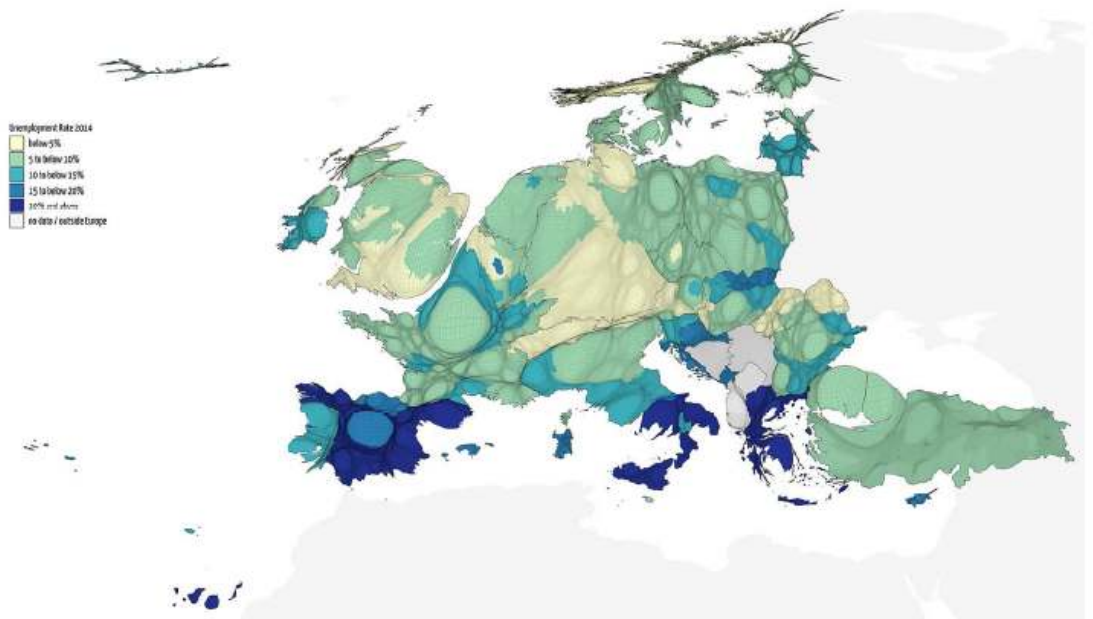 Unemployment Rate 2014
below 5%
5 to below 10%
10 to below 15%
15 to below 20%
20% and above
no data / outside Europe